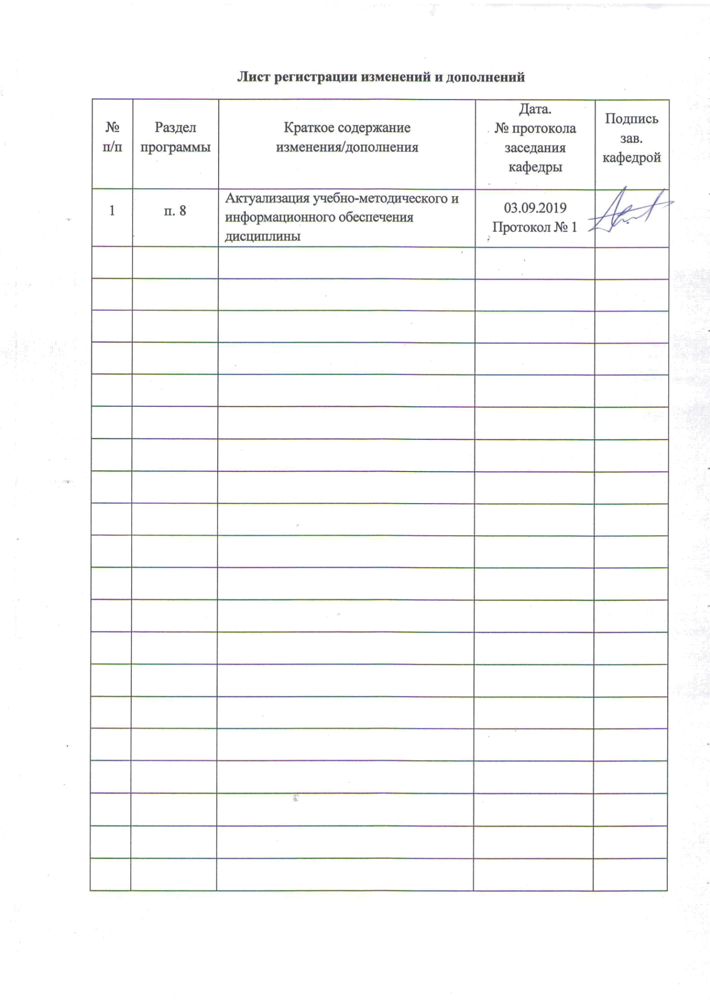 Лист регистрации изменений и дополнений
№
п/п
Раздел
программы
Краткое содержание
изменения/дополнения
Дата.
№ протокола
заседания
кафедры
Подпись
зав.
кафедрой
1
п. 8
Актуализация учебно-методического и
информационного обеспечения
дисциплины
03.09.2019
Протокол № 1